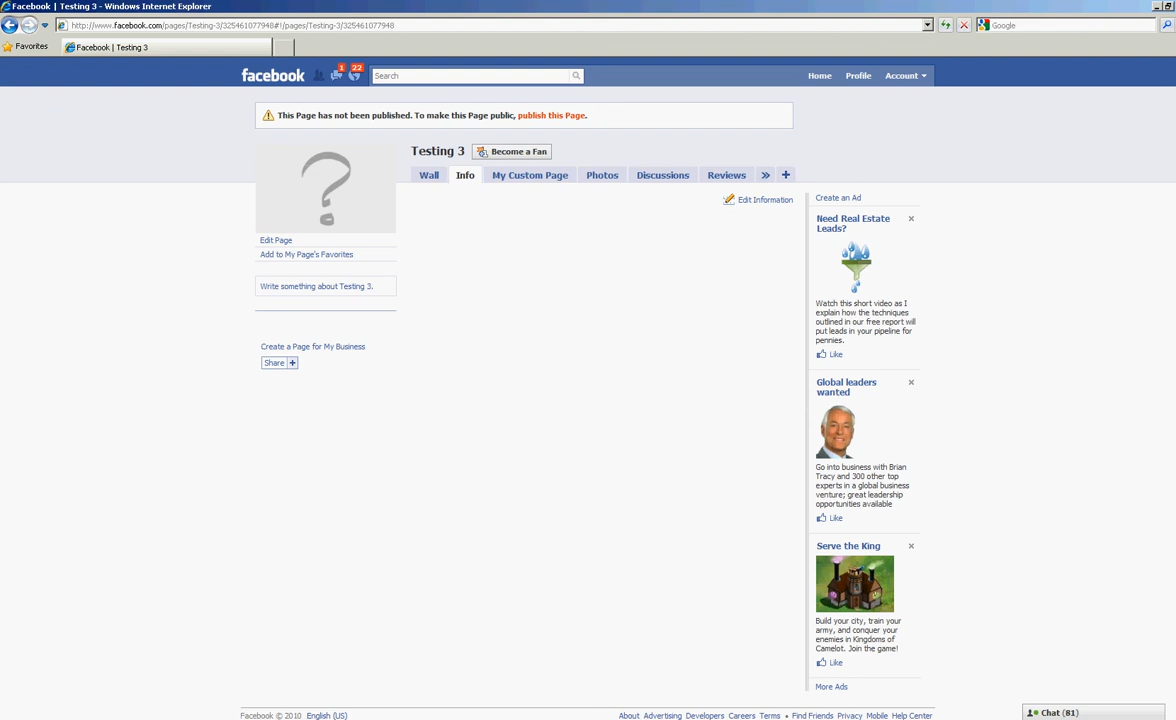 Facebook | Testing 3 - Windows Internet Explorer
http://www.facebook.com/pages/Testing-3/325461077948#!/pages/Testing-3/325461077948
Google
Favorites
Facebook | Testing 3
facebook
1
22
Search
Home
Profile
Account
This Page has not been published. To make this Page public, publish this Page.
Testing 3
Become a Fan
Wall
Info
My Custom Page
Photos
Discussions
Reviews
»
+
Edit Information
Edit Page
Add to My Page's Favorites
Write something about Testing 3.
Create a Page for My Business
Share +
Create an Ad
Need Real Estate
Leads?
Watch this short video as I
explain how the techniques
outlined in our free report will
put leads in your pipeline for
pennies.
Like
Global leaders
wanted
Go into business with Brian
Tracy and 300 other top
experts in a global business
venture; great leadership
opportunities available
Like
Serve the King
Build your city, train your
army, and conquer your
enemies in Kingdoms of
Camelot. Join the game!
Like
More Ads
Facebook © 2010 English (US)
About Advertising Developers Careers Terms • Find Friends Privacy Mobile Help Center
Chat (81)